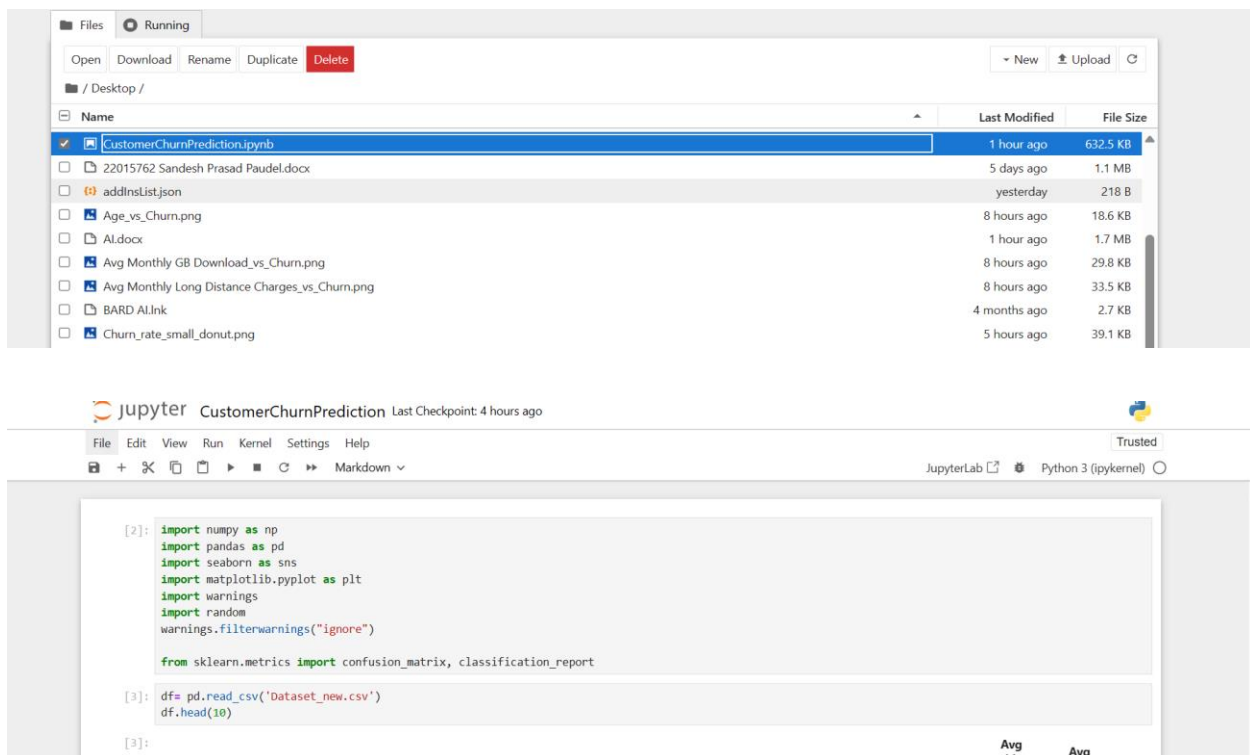 Files Running
Open Download Rename Duplicate Delete New Upload
/ Desktop /
Name Last Modified File Size
CustomerChurnPrediction.ipynb 1 hour ago 632.5 KB
22015762 Sandesh Prasad Paudel.docx 5 days ago 1.1 MB
addInsList.json yesterday 218 B
Age_vs_Churn.png 8 hours ago 18.6 KB
AI.docx 1 hour ago 1.7 MB
Avg Monthly GB Download_vs_Churn.png 8 hours ago 29.8 KB
Avg Monthly Long Distance Charges_vs_Churn.png 8 hours ago 33.5 KB
BARD AI.lnk 4 months ago 2.7 KB
Churn_rate_small_donut.png 5 hours ago 39.1 KB
jupyter CustomerChurnPrediction Last Checkpoint: 4 hours ago
File Edit View Run Kernel Settings Help Trusted
Markdown JupyterLab Python 3 (ipykernel)
[2]: import numpy as np
import pandas as pd
import seaborn as sns
import matplotlib.pyplot as plt
import warnings
import random
warnings.filterwarnings("ignore")
from sklearn.metrics import confusion_matrix, classification_report
[3]: df= pd.read_csv('Dataset_new.csv')
df.head(10)
[3]:
Avg Avg